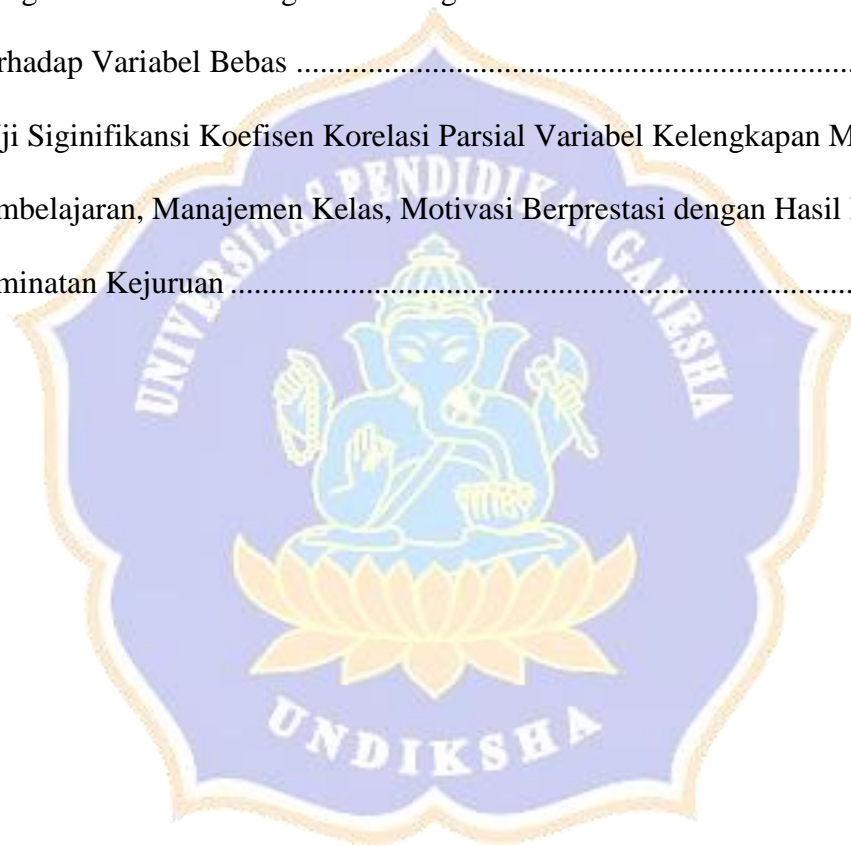 rhadap Variabel Bebas ......................................................................
ji Siginifikansi Koefisen Korelasi Parsial Variabel Kelengkapan M
mbelajaran, Manajemen Kelas, Motivasi Berprestasi dengan Hasil
minatan Kejuruan ..............................................................................
UNIVERSITAS PENDIDIKAN GANESHA
UNDIKSHA